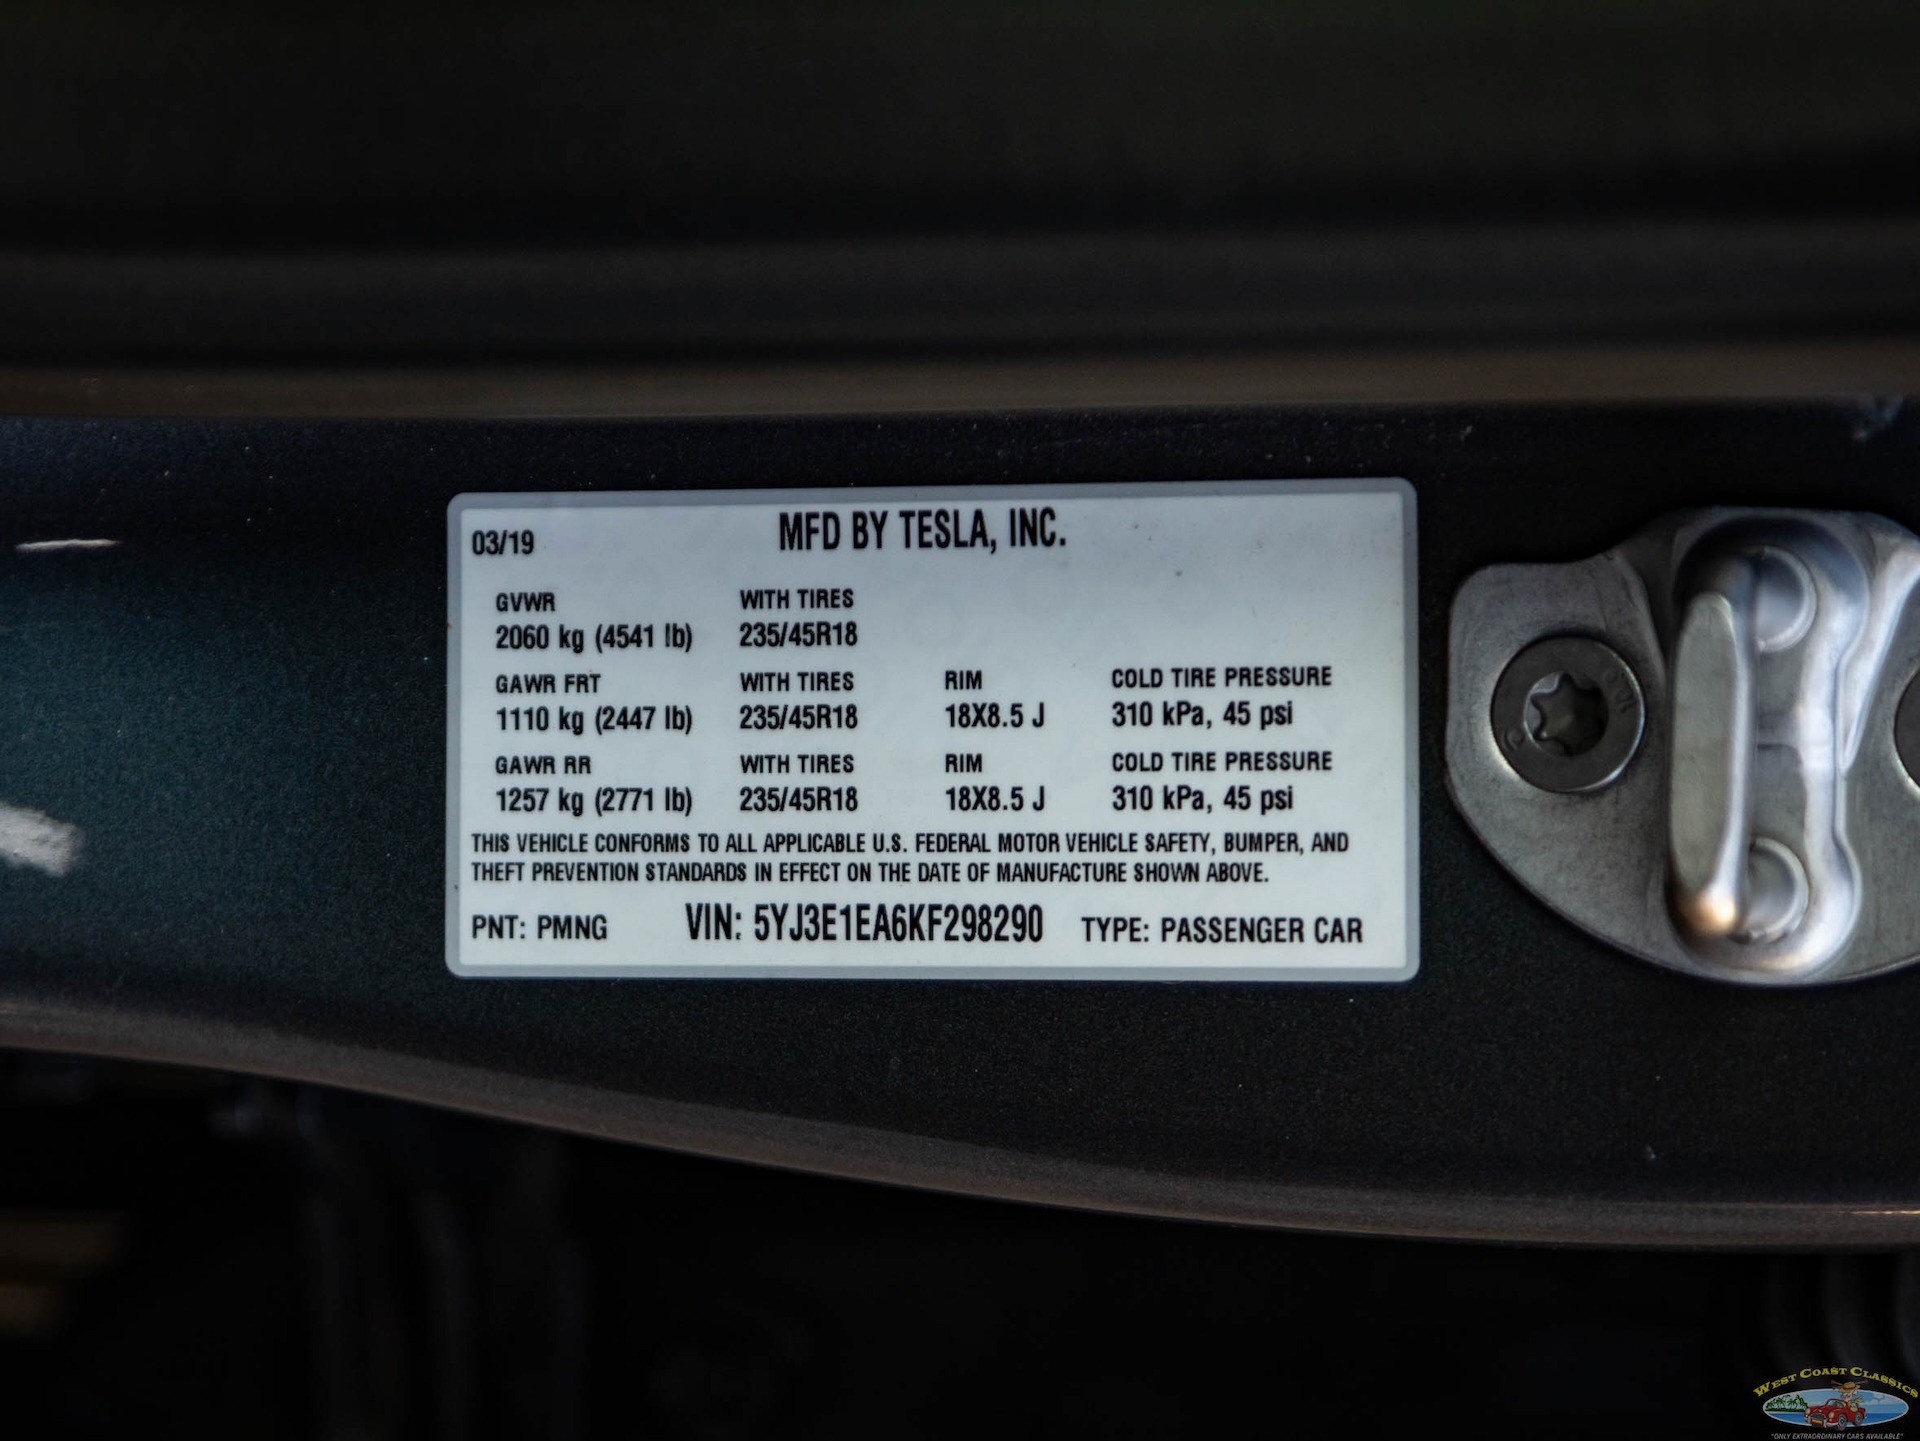 03/19 MFD BY TESLA, INC.
GVWR WITH TIRES
2060 kg (4541 lb) 235/45R18
GAWR FRT WITH TIRES RIM COLD TIRE PRESSURE
1110 kg (2447 lb) 235/45R18 18X8.5 J 310 kPa, 45 psi
GAWR RR WITH TIRES RIM COLD TIRE PRESSURE
1257 kg (2771 lb) 235/45R18 18X8.5 J 310 kPa, 45 psi
THIS VEHICLE CONFORMS TO ALL APPLICABLE U.S. FEDERAL MOTOR VEHICLE SAFETY, BUMPER, AND
THEFT PREVENTION STANDARDS IN EFFECT ON THE DATE OF MANUFACTURE SHOWN ABOVE.
PNT: PMNG VIN: 5YJ3E1EA6KF298290 TYPE: PASSENGER CAR
WEST COAST CLASSICS
"ONLY EXTRAORDINARY CARS AVAILABLE"